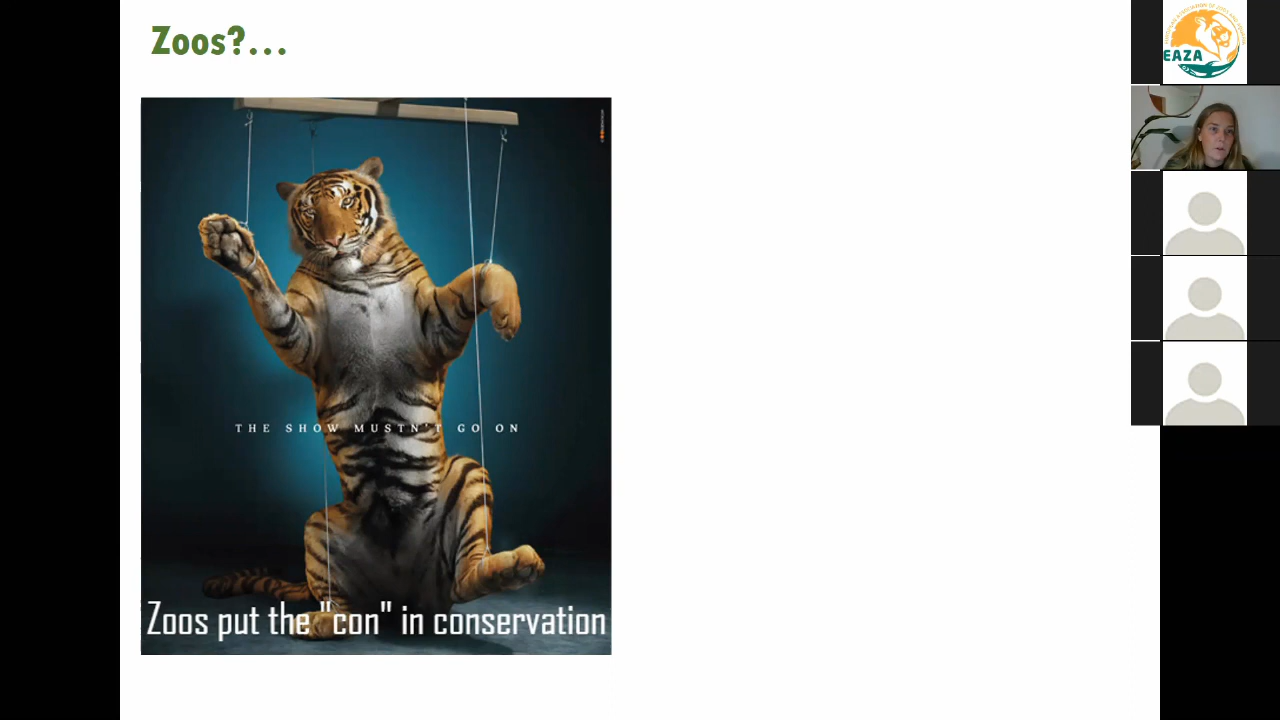 Zoos?...
THE SHOW MUSTN'T GO ON
Zoos put the "con" in conservation
EAZA